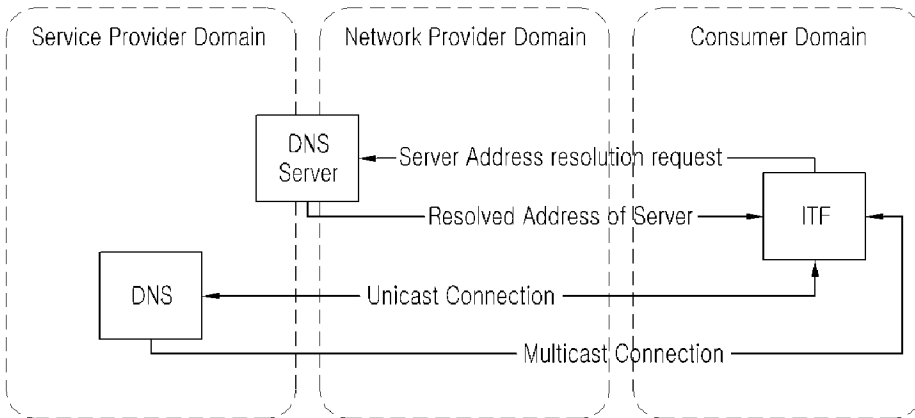 Service Provider Domain
Network Provider Domain
Consumer Domain
DNS
Server
Server Address resolution request
Resolved Address of Server
ITF
DNS
Unicast Connection
Multicast Connection